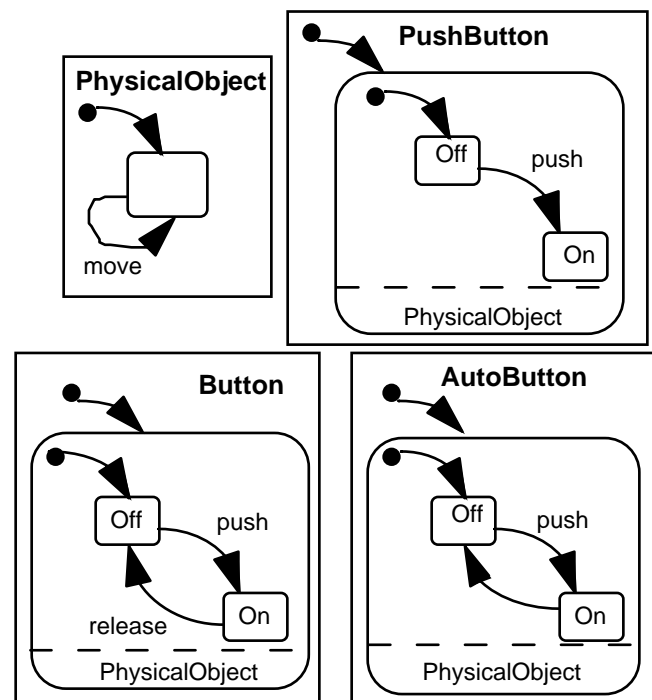 PhysicalObject
move
PushButton
Off
push
On
PhysicalObject
Button
Off
push
On
release
PhysicalObject
AutoButton
Off
push
On
PhysicalObject